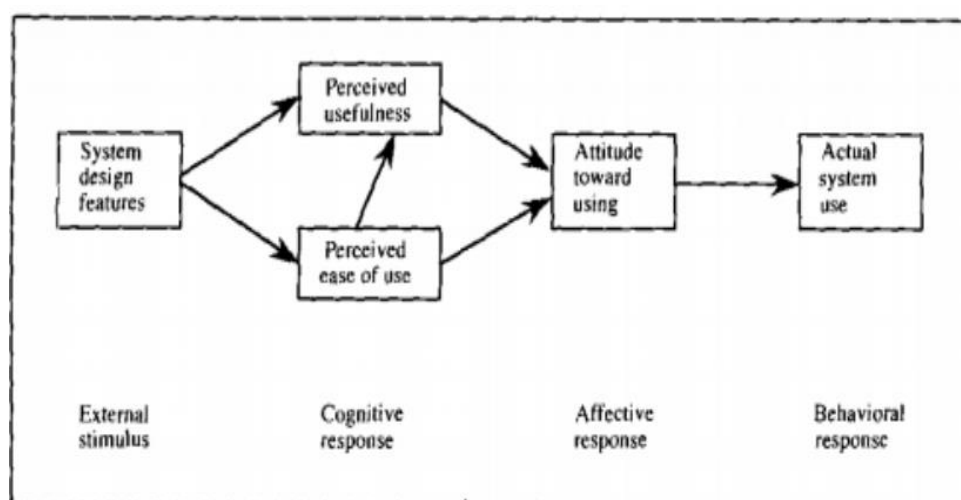 Perceived
usefulness
System
design
features
Perceived
ease of use
Attitude
toward
using
Actual
system
use
External
stimulus
Cognitive
response
Affective
response
Behavioral
response